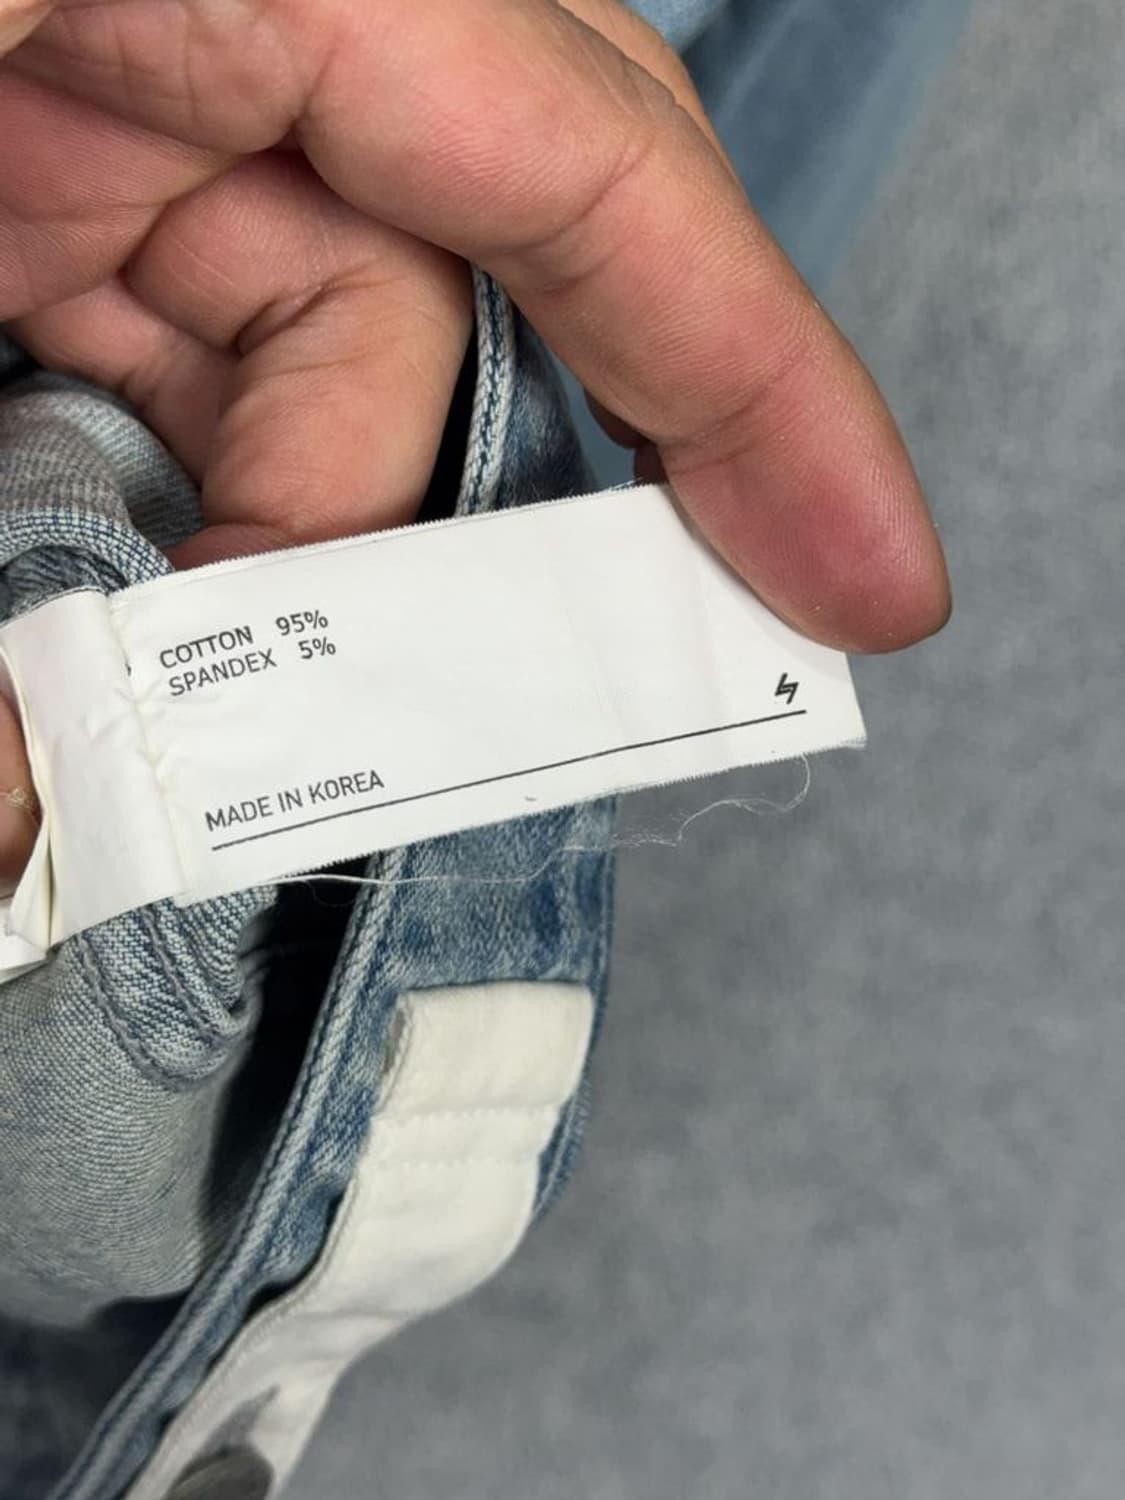 COTTON 95%
SPANDEX 5%
MADE IN KOREA